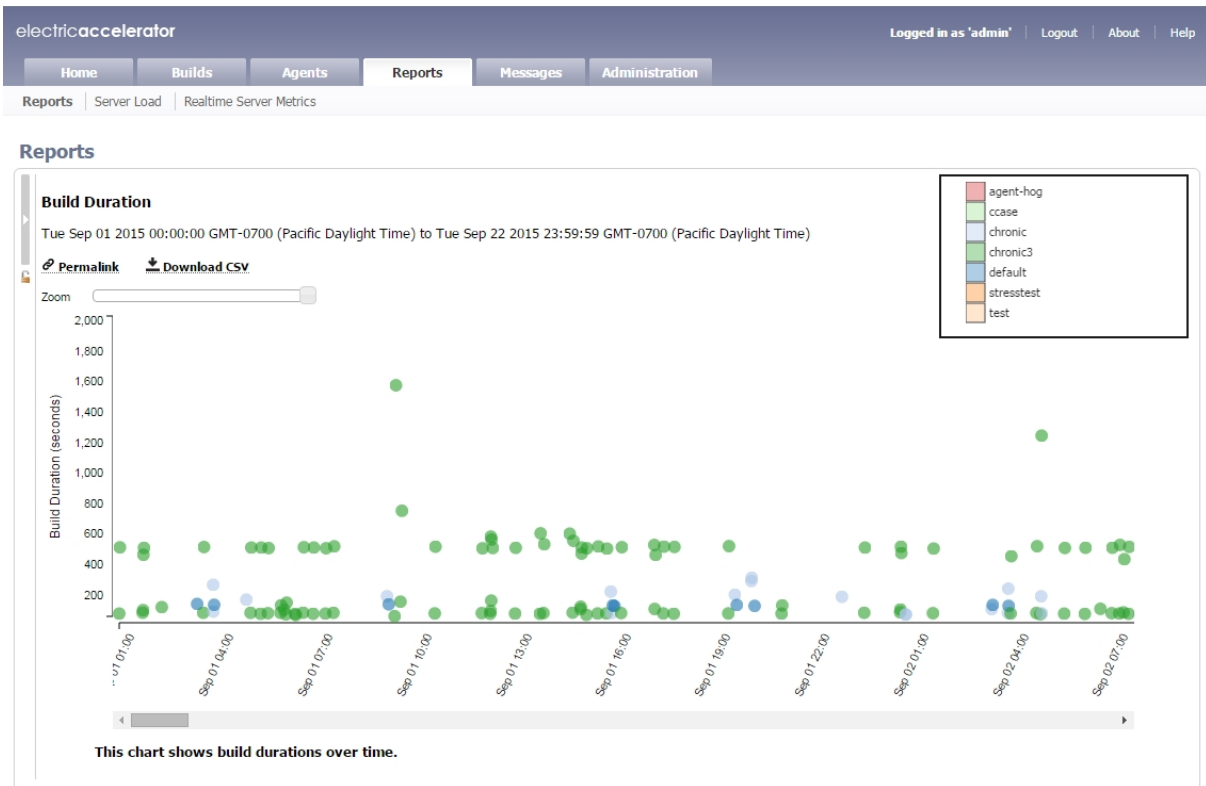 electricaccelerator
Logged in as 'admin' | Logout | About | Help
Home Builds Agents Reports Messages Administration
Reports | Server Load | Realtime Server Metrics
Reports
Build Duration
Tue Sep 01 2015 00:00:00 GMT-0700 (Pacific Daylight Time) to Tue Sep 22 2015 23:59:59 GMT-0700 (Pacific Daylight Time)
Permalink Download CSV
Zoom
agent-hog
ccase
chronic
chronic3
default
stresstest
test
Build Duration (seconds)
2,000
1,800
1,600
1,400
1,200
1,000
800
600
400
200
01 01:00
Sep 01 04:00
Sep 01 07:00
Sep 01 10:00
Sep 01 13:00
Sep 01 16:00
Sep 01 19:00
Sep 01 22:00
Sep 02 01:00
Sep 02 04:00
Sep 02 07:00
This chart shows build durations over time.